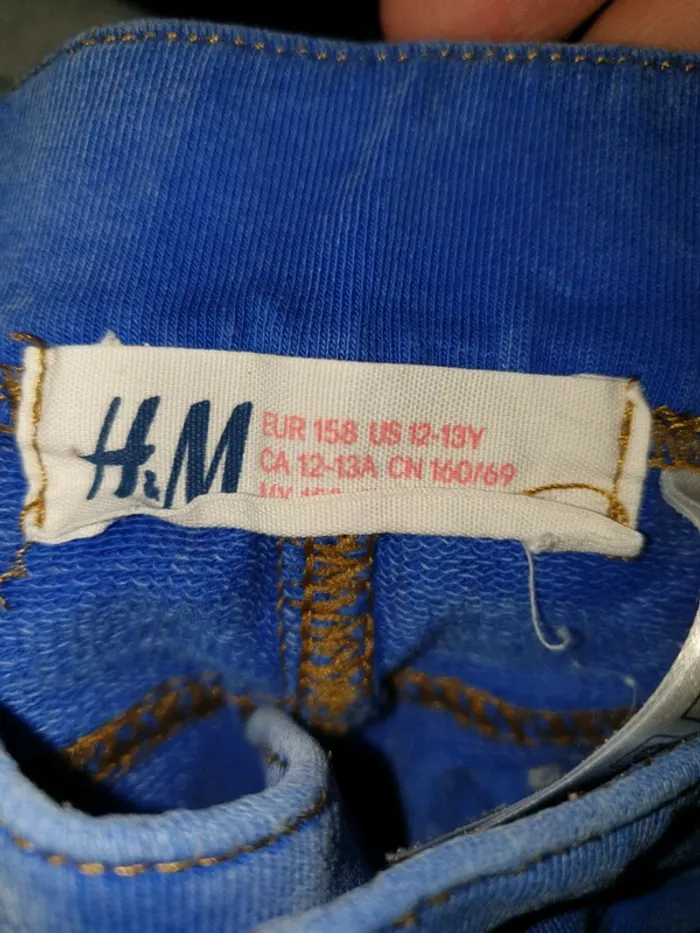 H&M
EUR 158 US 12-13Y
CA 12-13A CN 160/69